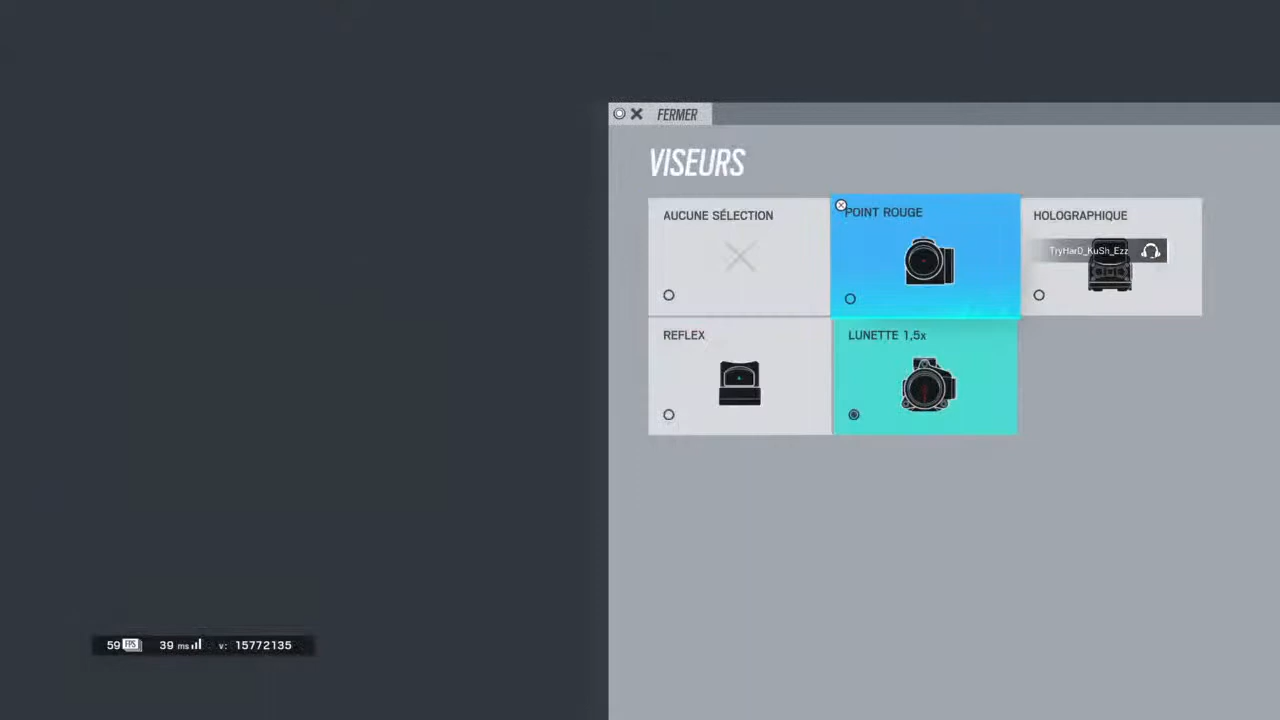 FERMER
VISEURS
AUCUNE SÉLECTION
POINT ROUGE
HOLOGRAPHIQUE
TryHarD_KuSh_Ezz
REFLEX
LUNETTE 1,5x
59 FPS 39 ms v: 15772135